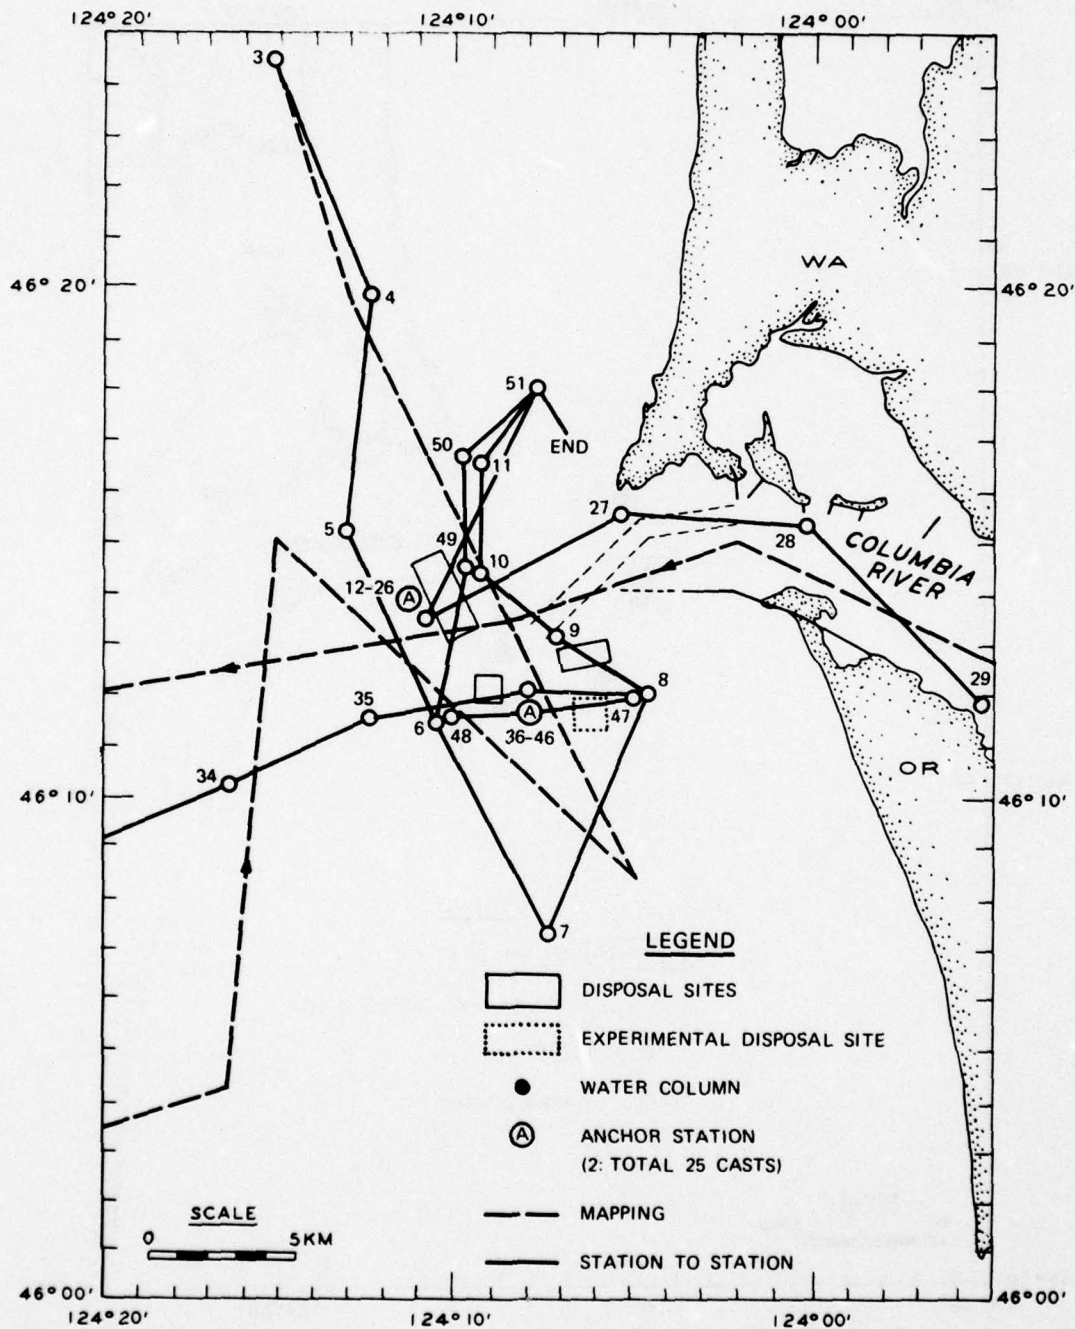 124° 20' 124° 10' 124° 00'
3
WA
46° 20' 4 46° 20'
51
50 11 END
27
5 49 28
10 COLUMBIA
RIVER
12-26 A
9
29
8
35
6 48 A 47
36-46
OR
34
46° 10' 46° 10'
7
LEGEND
DISPOSAL SITES
EXPERIMENTAL DISPOSAL SITE
WATER COLUMN
A ANCHOR STATION
(2: TOTAL 25 CASTS)
SCALE
MAPPING
0 5KM
STATION TO STATION
46° 00' 46° 00'
124° 20' 124° 10' 124° 00'